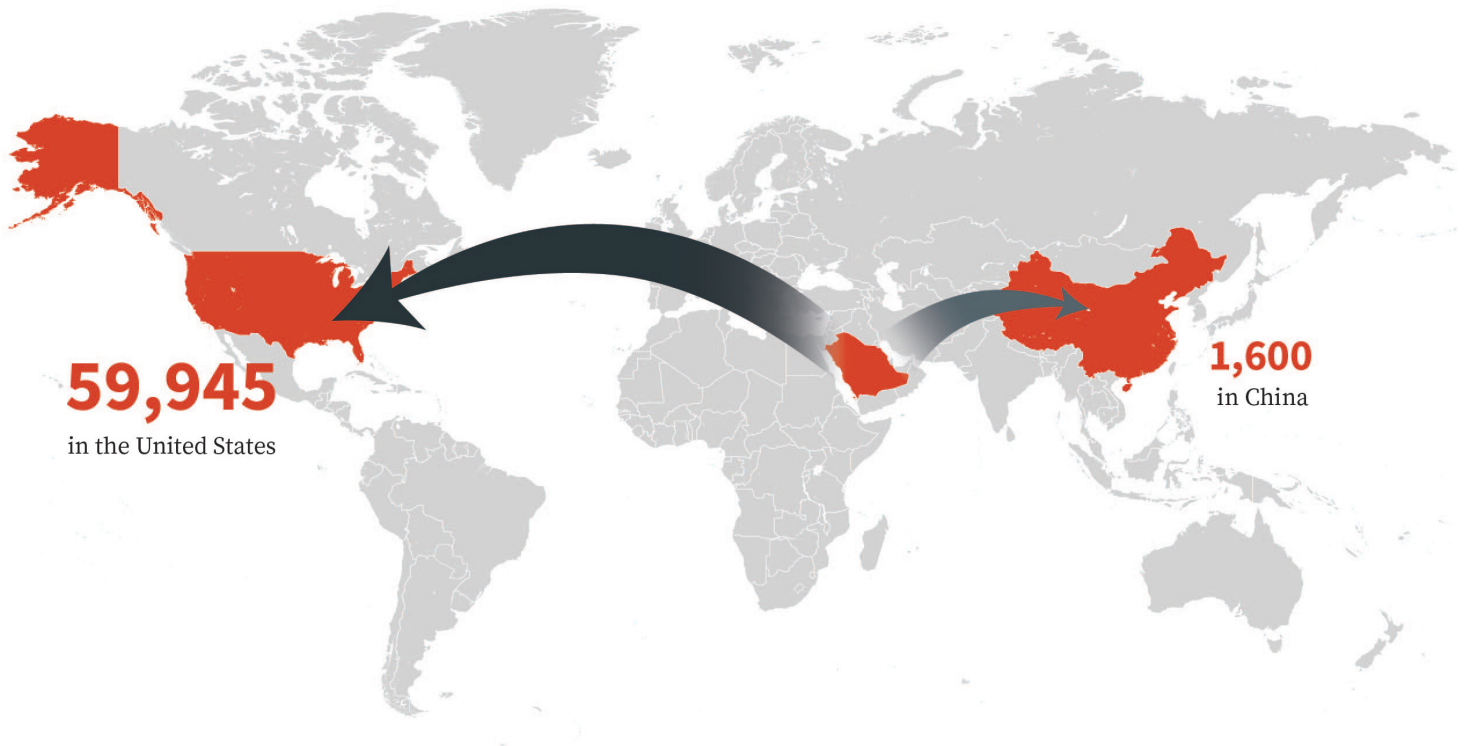 59,945
in the United States
1,600
in China